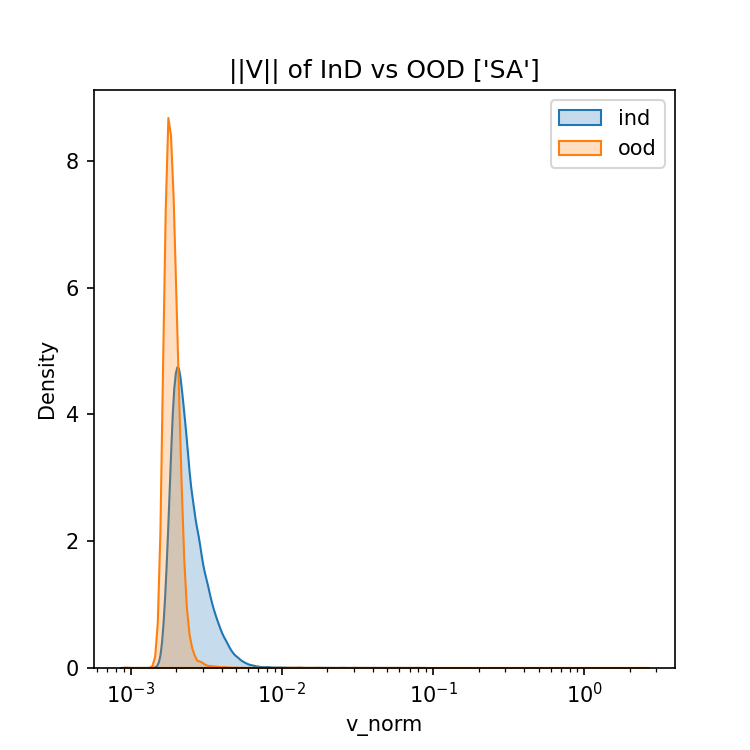 ||V|| of InD vs OOD ['SA']
ind
ood
8
6
4
2
0
Density
10⁻³ 10⁻² 10⁻¹ 10⁰
v_norm